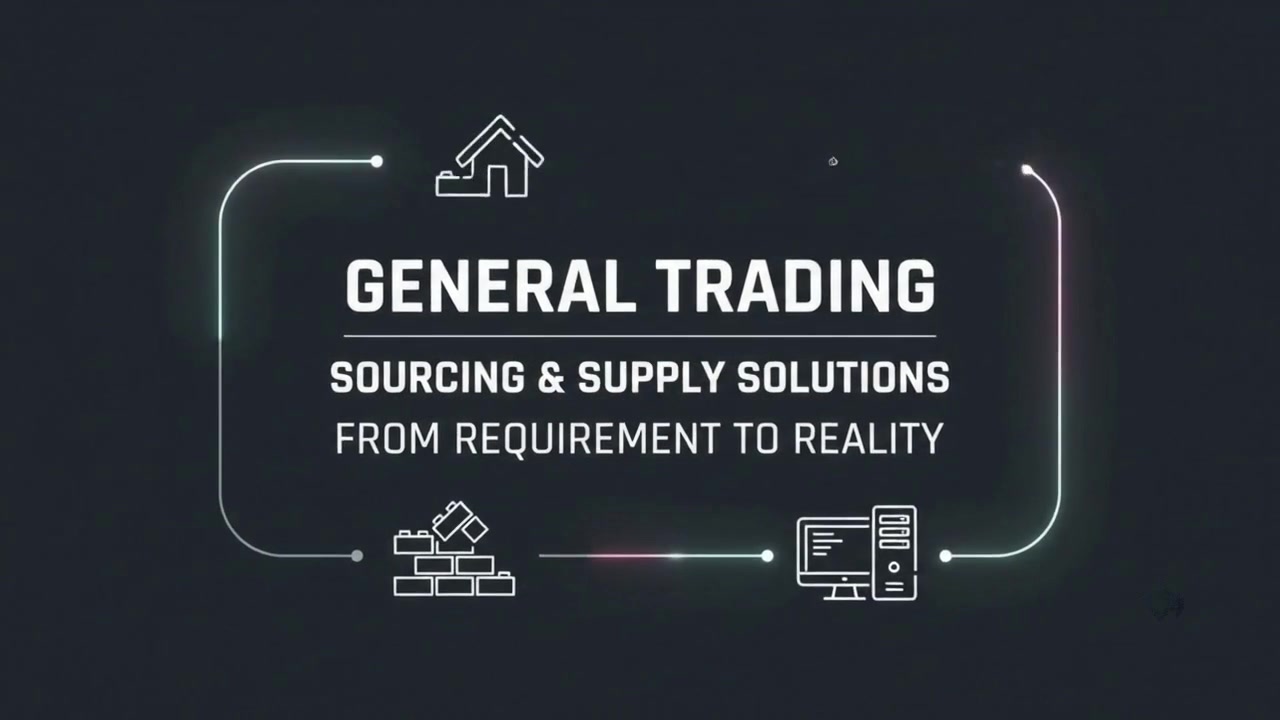 GENERAL TRADING
SOURCING & SUPPLY SOLUTIONS
FROM REQUIREMENT TO REALITY